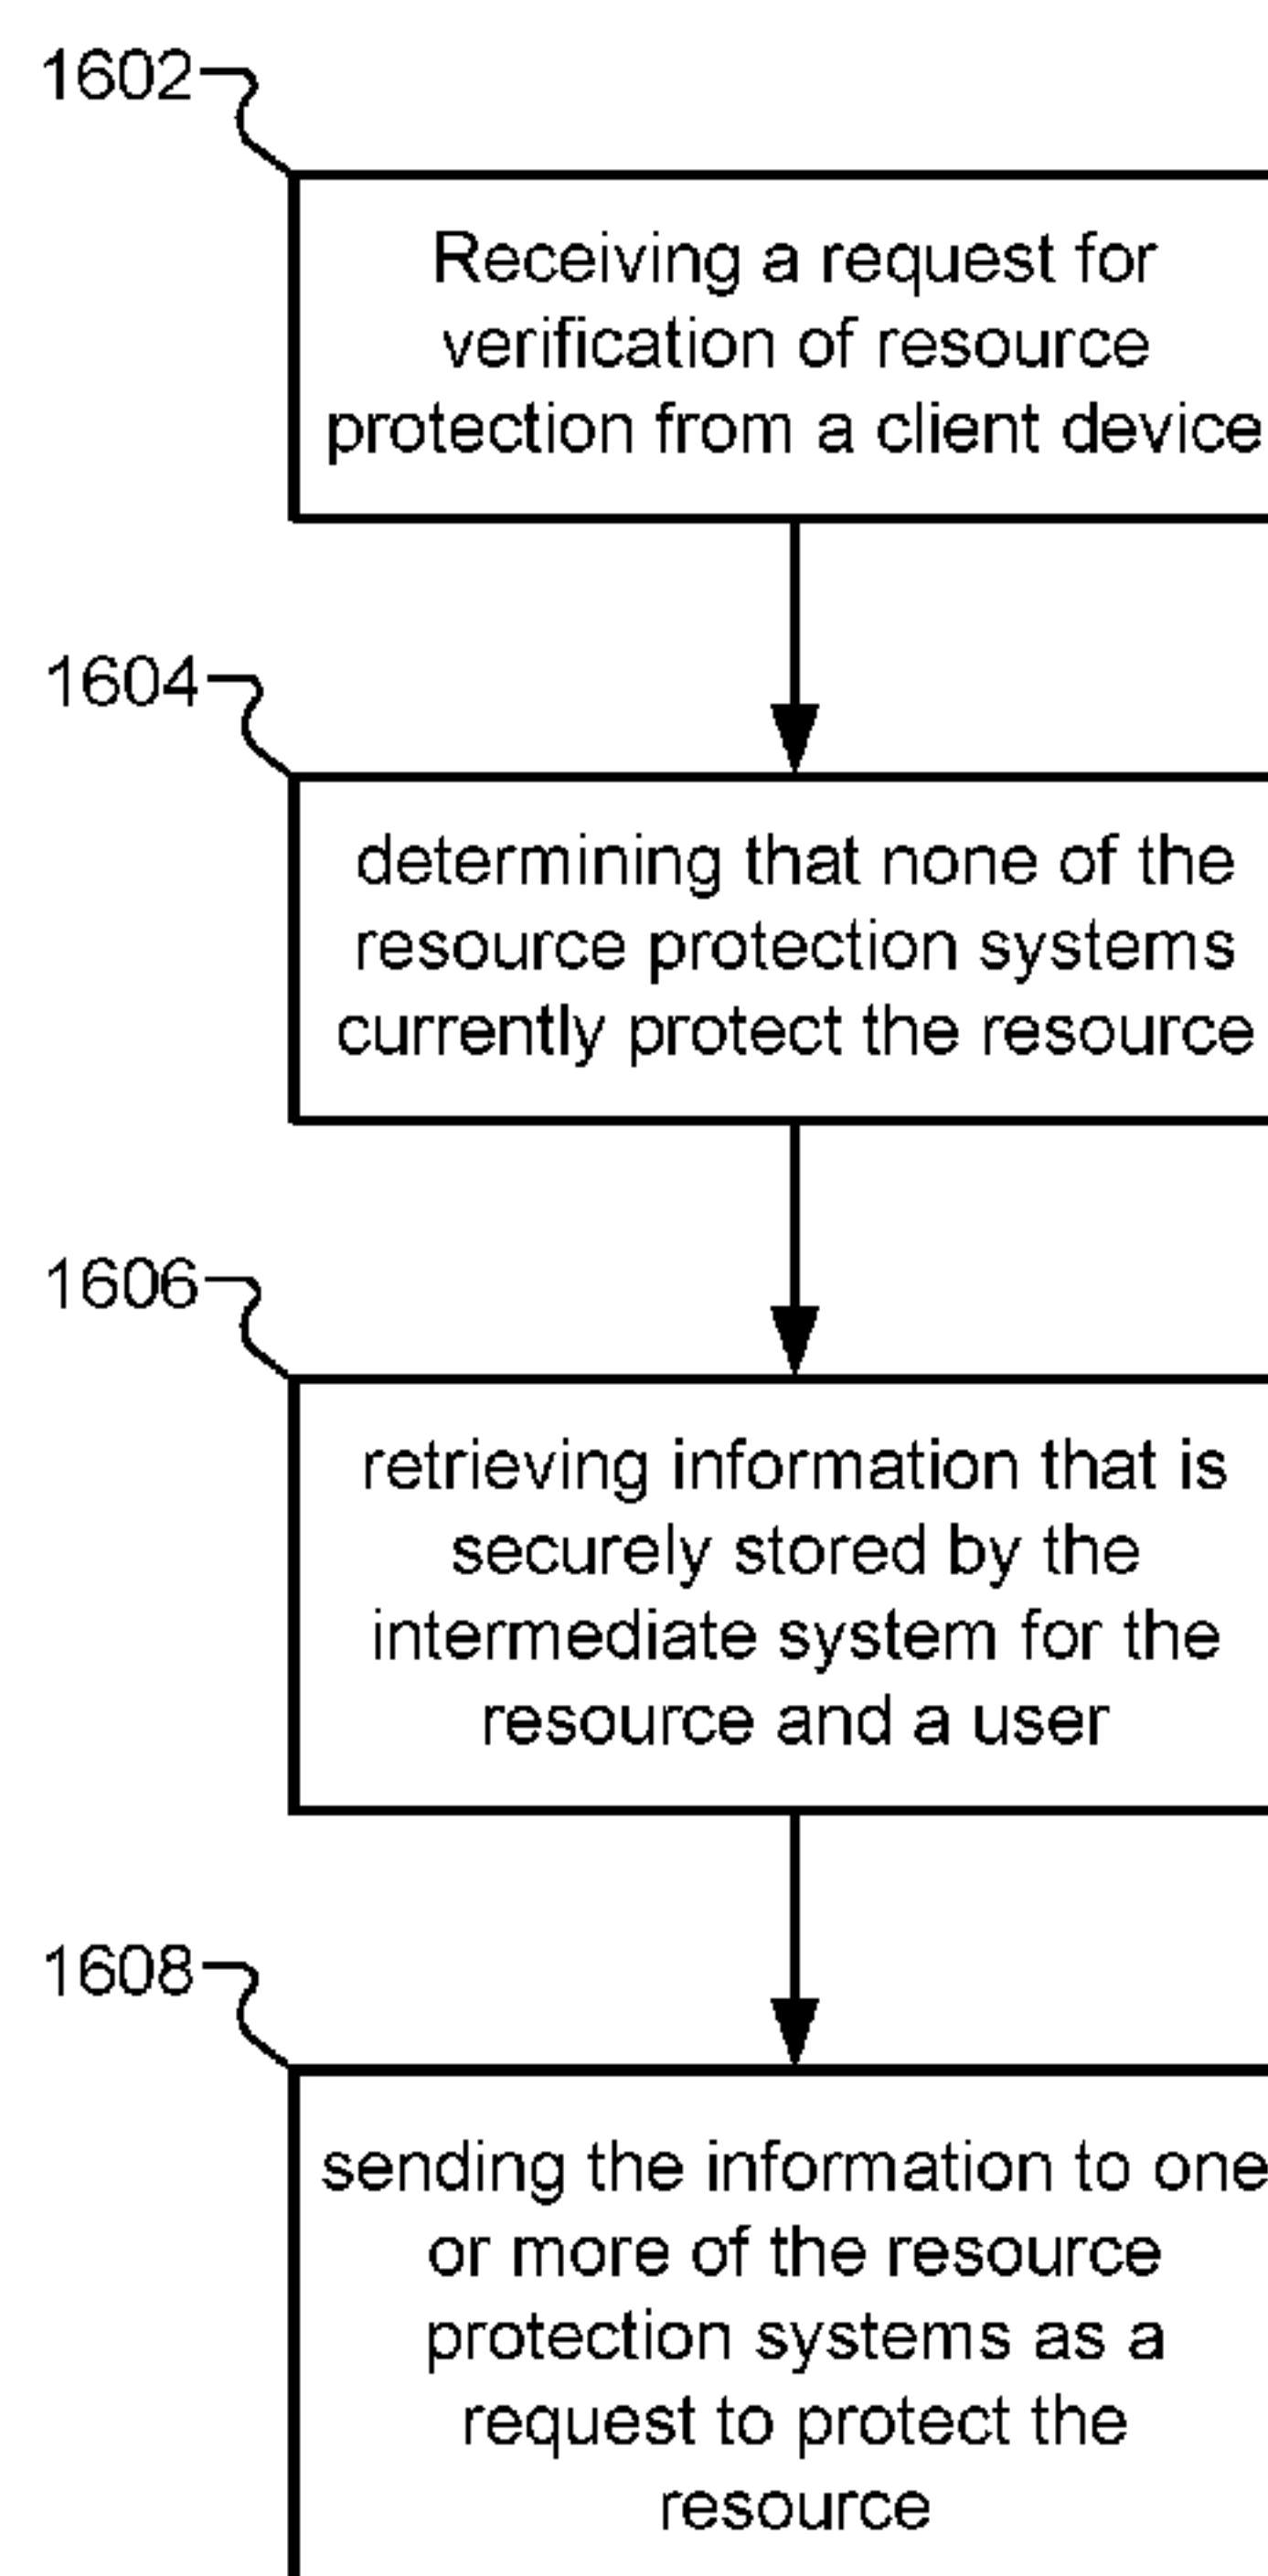 1602
Receiving a request for
verification of resource
protection from a client device
1604
determining that none of the
resource protection systems
currently protect the resource
1606
retrieving information that is
securely stored by the
intermediate system for the
resource and a user
1608
sending the information to one
or more of the resource
protection systems as a
request to protect the
resource